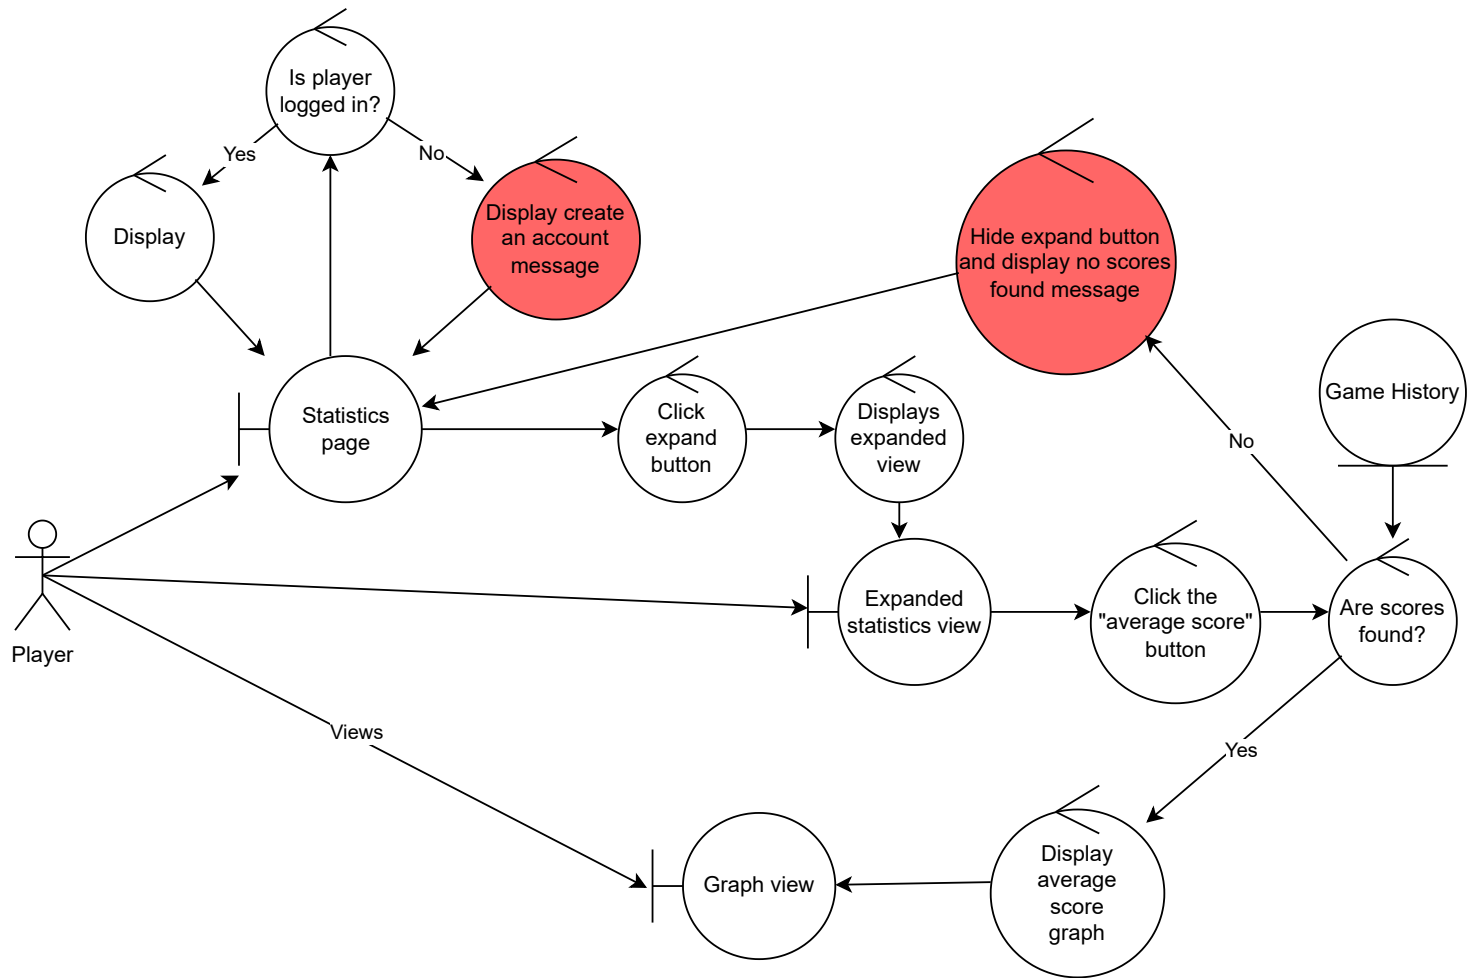 Is player
logged in?
Yes
No
Display
Display create
an account
message
Hide expand button
and display no scores
found message
Game History
Statistics
page
Click
expand
button
Displays
expanded
view
No
Player
Expanded
statistics view
Click the
"average score"
button
Are scores
found?
Views
Yes
Graph view
Display
average
score
graph